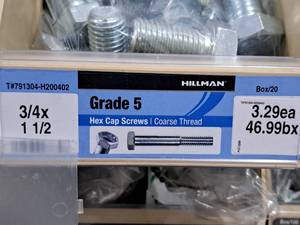 T#791304-H200402
HILLMAN
Box/20
3/4x
1 1/2
Grade 5
Hex Cap Screws | Coarse Thread
3.29ea
46.99bx